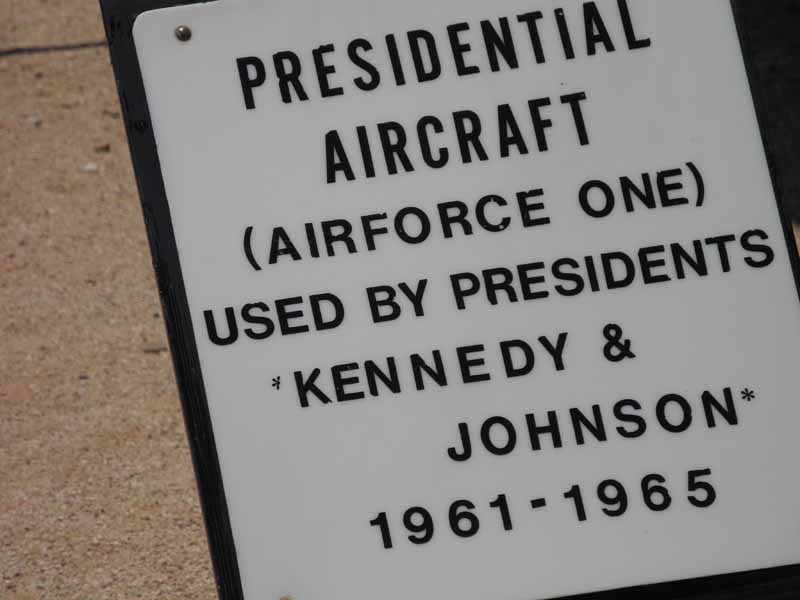 PRESIDENTIAL
AIRCRAFT
(AIRFORCE ONE)
USED BY PRESIDENTS
*KENNEDY &
JOHNSON*
1961-1965